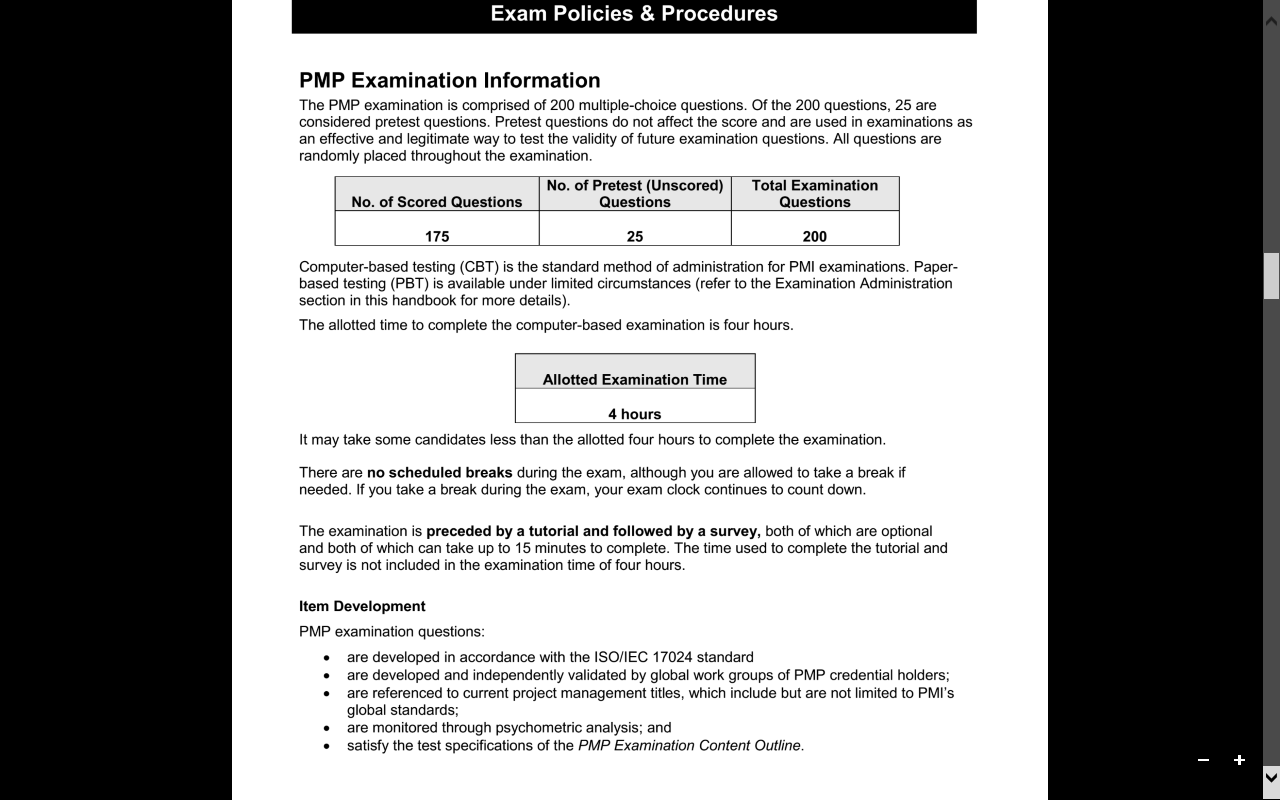 Exam Policies & Procedures
PMP Examination Information
The PMP examination is comprised of 200 multiple-choice questions. Of the 200 questions, 25 are
considered pretest questions. Pretest questions do not affect the score and are used in examinations as
an effective and legitimate way to test the validity of future examination questions. All questions are
randomly placed throughout the examination.
No. of Scored Questions
No. of Pretest (Unscored)
Questions
Total Examination
Questions
175
25
200
Computer-based testing (CBT) is the standard method of administration for PMI examinations. Paper-
based testing (PBT) is available under limited circumstances (refer to the Examination Administration
section in this handbook for more details).
The allotted time to complete the computer-based examination is four hours.
Allotted Examination Time
4 hours
It may take some candidates less than the allotted four hours to complete the examination.
There are no scheduled breaks during the exam, although you are allowed to take a break if
needed. If you take a break during the exam, your exam clock continues to count down.
The examination is preceded by a tutorial and followed by a survey, both of which are optional
and both of which can take up to 15 minutes to complete. The time used to complete the tutorial and
survey is not included in the examination time of four hours.
Item Development
PMP examination questions:
• are developed in accordance with the ISO/IEC 17024 standard
• are developed and independently validated by global work groups of PMP credential holders;
• are referenced to current project management titles, which include but are not limited to PMI's
global standards;
• are monitored through psychometric analysis; and
• satisfy the test specifications of the PMP Examination Content Outline.